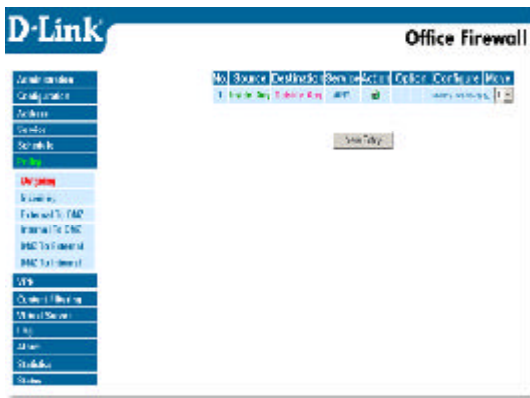 D-Link
Office Firewall
Administration
Configuration
Address
Service
Schedule
Policy
Outgoing
Incoming
External To DMZ
Internal To DMZ
DMZ To External
DMZ To Internal
VPN
Content Filtering
Virtual Server
Log
Alarm
Statistics
Status
No. Source Destination Service Action Option Configure Move
1 Inside Any Outside Any ANY 1
New Entry